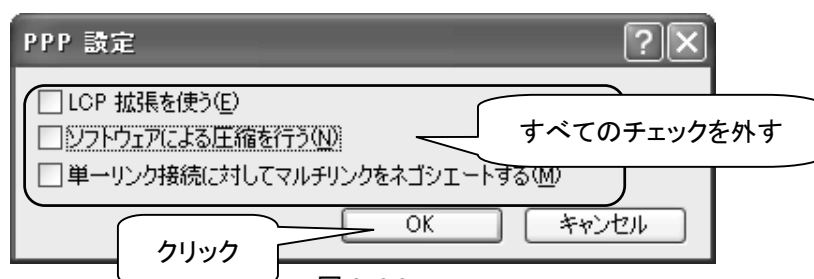 PPP 設定
LCP 拡張を使う(E)
ソフトウェアによる圧縮を行う(N)
すべてのチェックを外す
単一リンク接続に対してマルチリンクをネゴシエートする(M)
OK
キャンセル
クリック